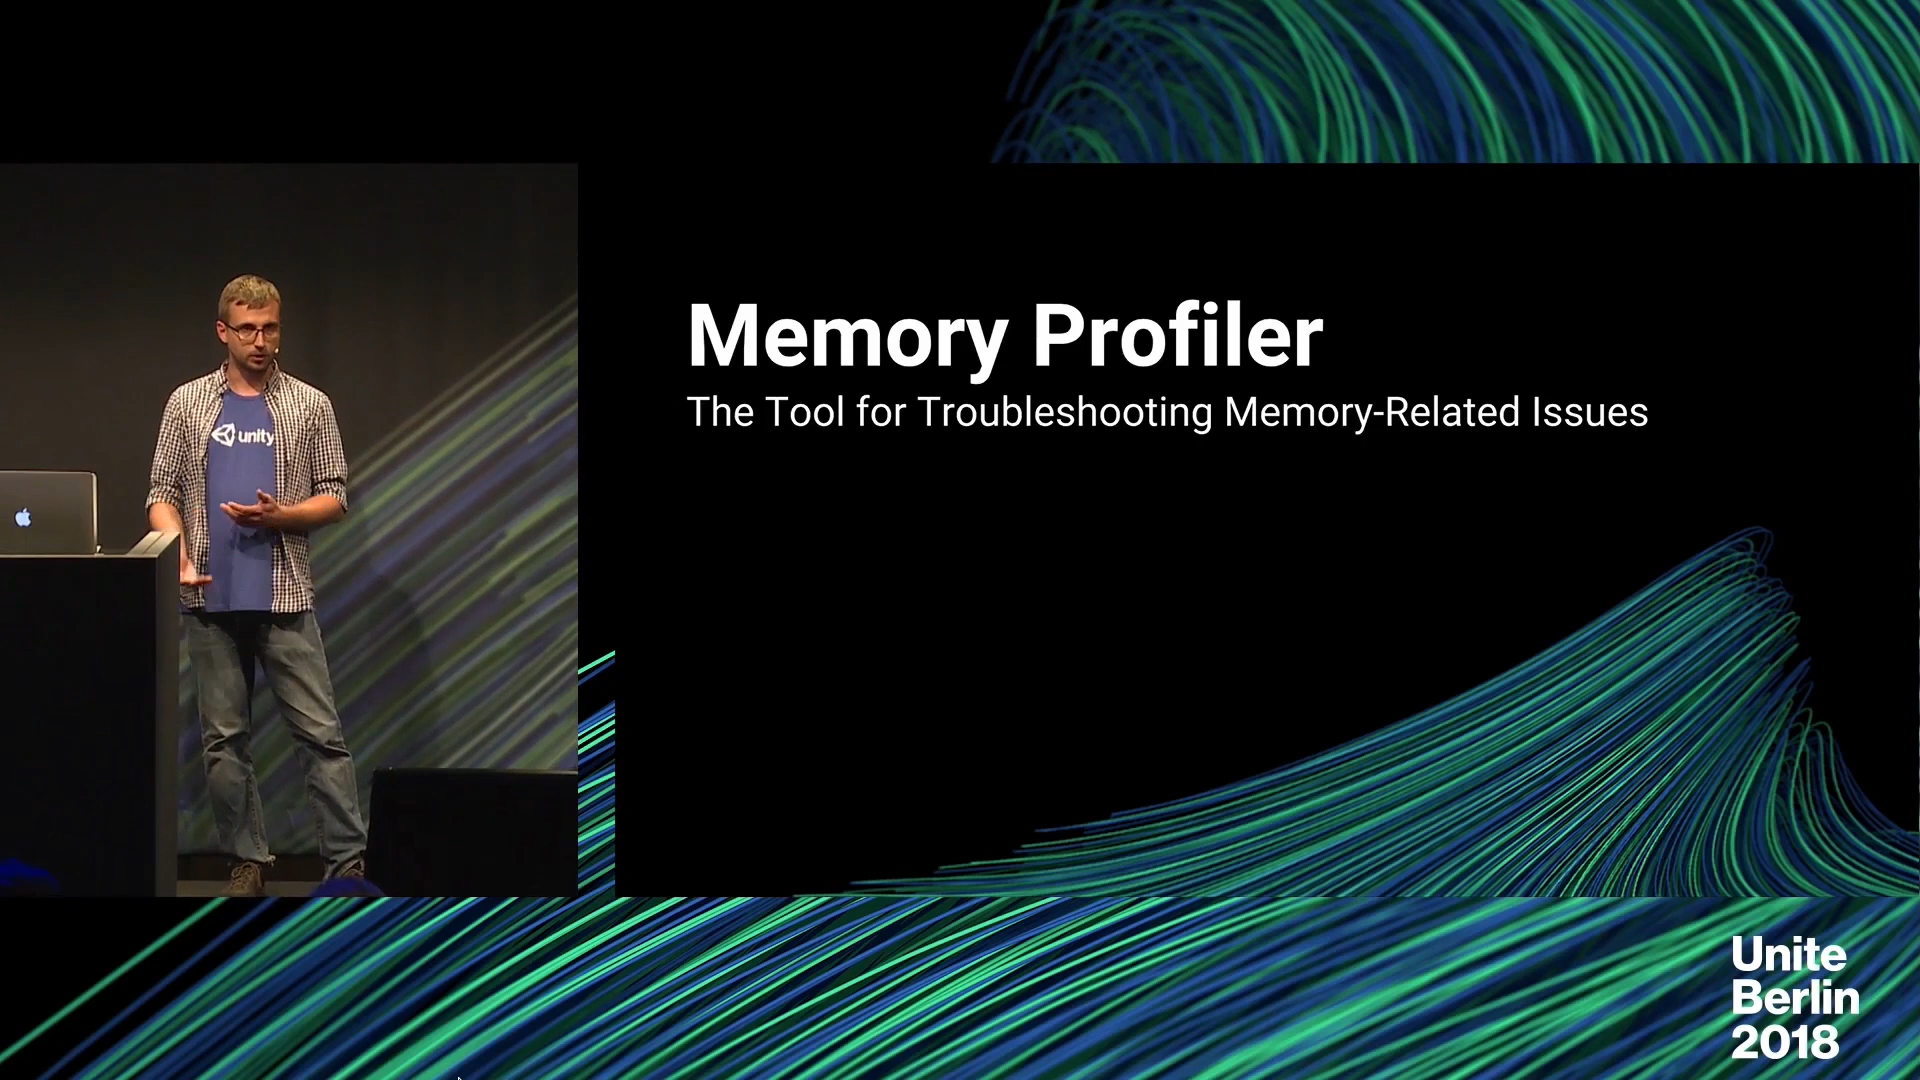 Memory Profiler
The Tool for Troubleshooting Memory-Related Issues
unity
Unite
Berlin
2018